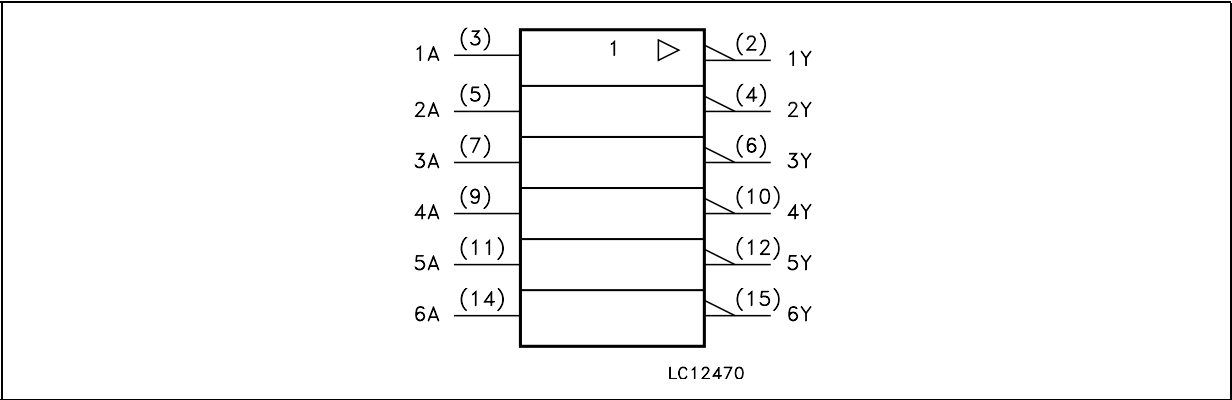 1A (3) 1 (2) 1Y
2A (5) (4) 2Y
3A (7) (6) 3Y
4A (9) (10) 4Y
5A (11) (12) 5Y
6A (14) (15) 6Y
LC12470